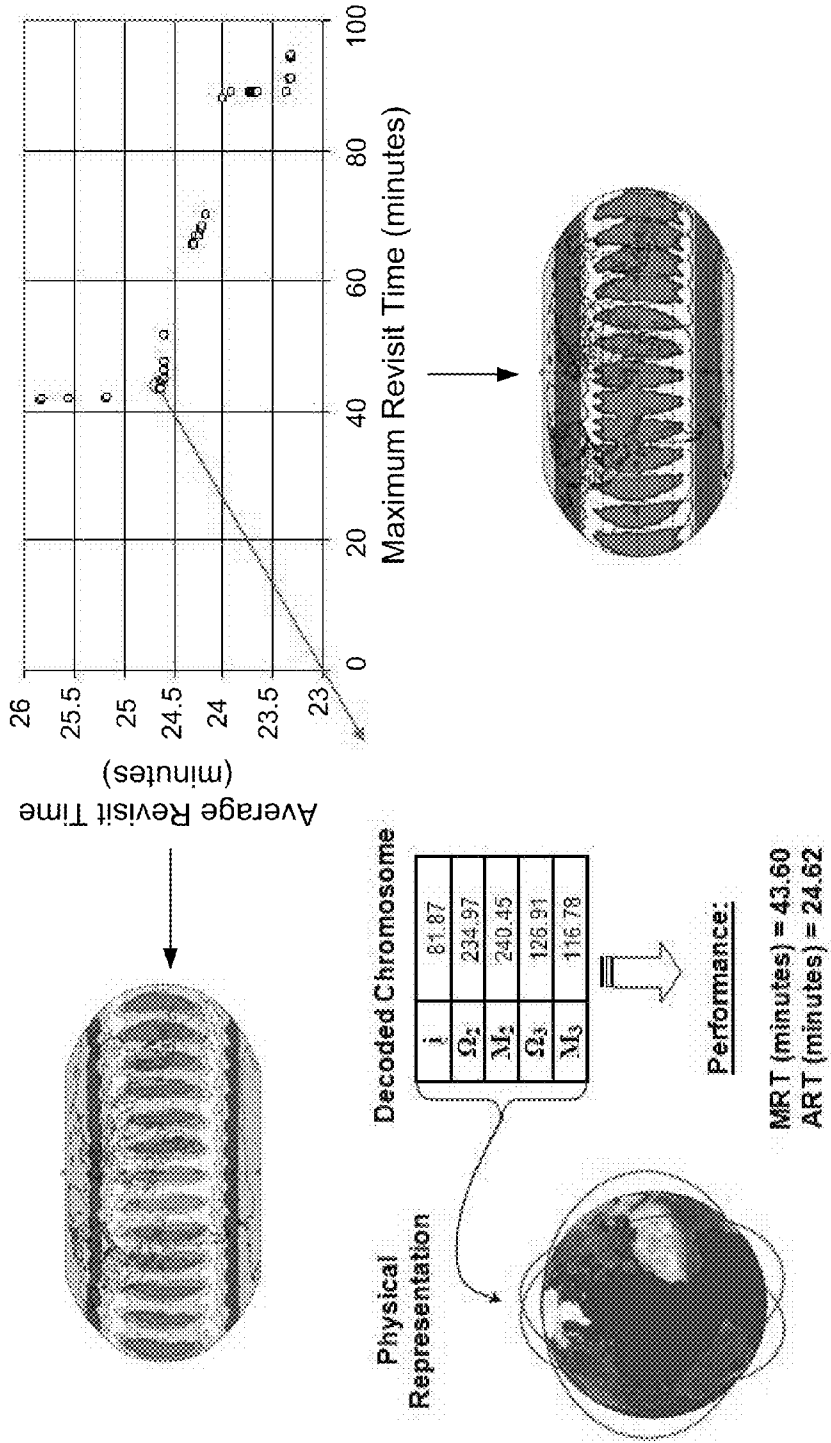 Average Revisit Time
(minutes)
26
25.5
25
24.5
24
23.5
23
0
20
40
60
80
100
Maximum Revisit Time (minutes)
Physical
Representation
Decoded Chromosome
i 81.87
Ω2 234.97
M2 240.45
Ω3 126.91
M3 116.78
Performance:
MRT (minutes) = 43.60
ART (minutes) = 24.62